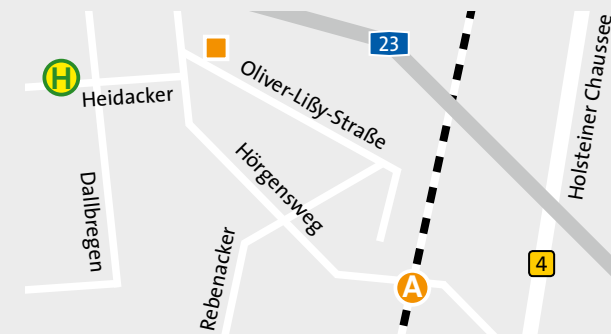 23
H
Heidacker
Oliver-Lißy-Straße
Holsteiner Chaussee
Hörgensweg
Dallbregen
Rebenacker
4
A